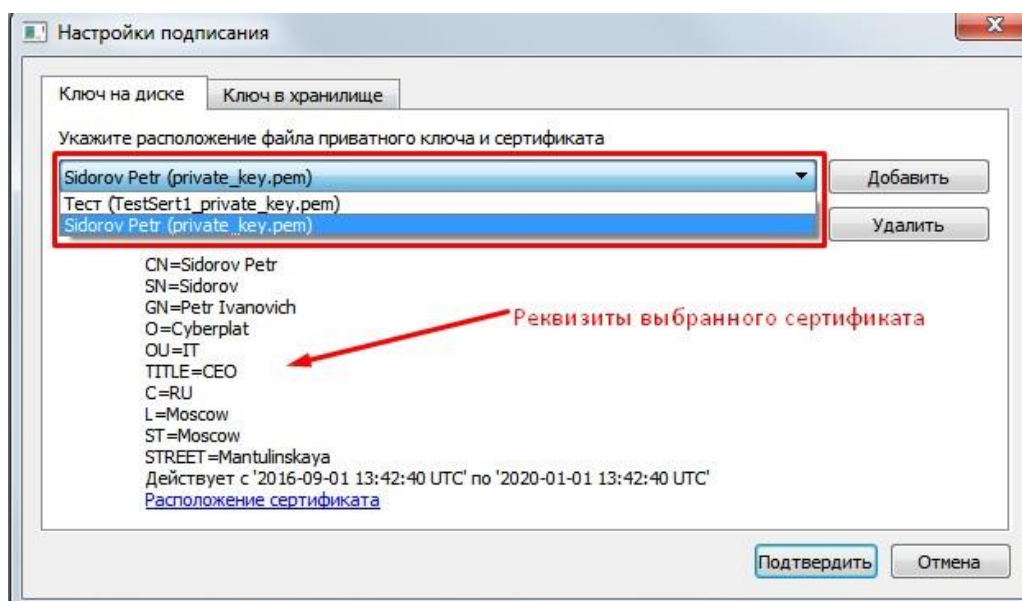 Настройки подписания
Ключ на диске
Ключ в хранилище
Укажите расположение файла приватного ключа и сертификата
Sidorov Petr (private_key.pem)
Добавить
Тест (TestSert1_private_key.pem)
Sidorov Petr (private_key.pem)
Удалить
CN=Sidorov Petr
SN=Sidorov
GN=Petr Ivanovich
O=Cyberplat
OU=IT
TITLE=CEO
C=RU
L=Moscow
ST=Moscow
STREET=Mantulinskaya
Действует с '2016-09-01 13:42:40 UTC' по '2020-01-01 13:42:40 UTC'
Расположение сертификата
Реквизиты выбранного сертификата
Подтвердить
Отмена